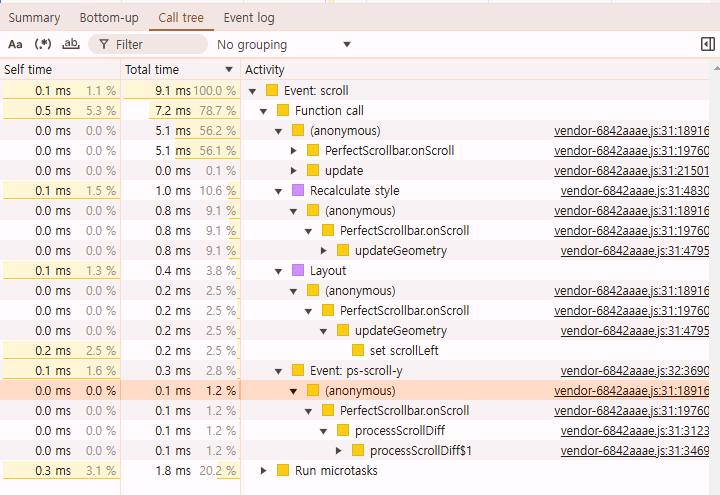 Summary Bottom-up Call tree Event log
Aa (.*) ab, Filter No grouping
Self time Total time Activity
0.1 ms 1.1 % 9.1 ms 100.0 % Event: scroll
0.5 ms 5.3 % 7.2 ms 78.7 % Function call
0.0 ms 0.0 % 5.1 ms 56.2 % (anonymous) vendor-6842aaae.js:31:18916
0.0 ms 0.0 % 5.1 ms 56.1 % PerfectScrollbar.onScroll vendor-6842aaae.js:31:19760
0.0 ms 0.0 % 0.0 ms 0.1 % update vendor-6842aaae.js:31:21501
0.1 ms 1.5 % 1.0 ms 10.6 % Recalculate style vendor-6842aaae.js:31:4830
0.0 ms 0.0 % 0.8 ms 9.1 % (anonymous) vendor-6842aaae.js:31:18916
0.0 ms 0.0 % 0.8 ms 9.1 % PerfectScrollbar.onScroll vendor-6842aaae.js:31:19760
0.0 ms 0.0 % 0.8 ms 9.1 % updateGeometry vendor-6842aaae.js:31:4795
0.1 ms 1.3 % 0.4 ms 3.8 % Layout
0.0 ms 0.0 % 0.2 ms 2.5 % (anonymous) vendor-6842aaae.js:31:18916
0.0 ms 0.0 % 0.2 ms 2.5 % PerfectScrollbar.onScroll vendor-6842aaae.js:31:19760
0.0 ms 0.0 % 0.2 ms 2.5 % updateGeometry vendor-6842aaae.js:31:4795
0.2 ms 2.5 % 0.2 ms 2.5 % set scrollLeft
0.1 ms 1.6 % 0.3 ms 2.8 % Event: ps-scroll-y vendor-6842aaae.js:32:3690
0.0 ms 0.0 % 0.1 ms 1.2 % (anonymous) vendor-6842aaae.js:31:18916
0.0 ms 0.0 % 0.1 ms 1.2 % PerfectScrollbar.onScroll vendor-6842aaae.js:31:19760
0.0 ms 0.0 % 0.1 ms 1.2 % processScrollDiff vendor-6842aaae.js:31:3123
0.0 ms 0.0 % 0.1 ms 1.2 % processScrollDiff$1 vendor-6842aaae.js:31:3469
0.3 ms 3.1 % 1.8 ms 20.2 % Run microtasks